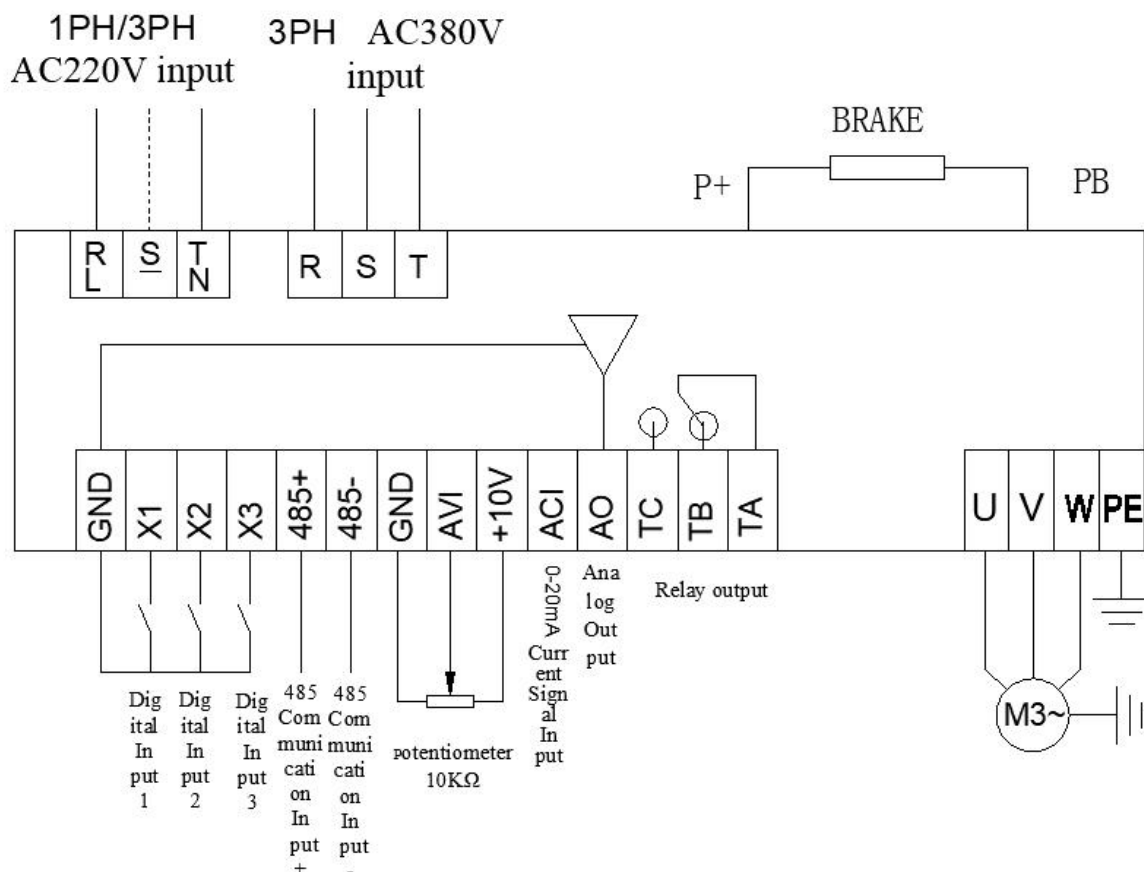 1PH/3PH
AC220V input
3PH AC380V
input
BRAKE
P+
PB
R
L
S
T
N
R
S
T
GND
X1
X2
X3
485+
485-
GND
AVI
+10V
ACI
AO
TC
TB
TA
U
V
W
PE
Dig
ital
In
put
1
Dig
ital
In
put
2
Dig
ital
In
put
3
485
Com
muni
cati
on
In
put
+
485
Com
muni
cati
on
In
put
-
potentiometer
10KΩ
0-20mA
Curr
ent
Sign
al
In
put
Ana
log
Out
put
Relay output
M3~